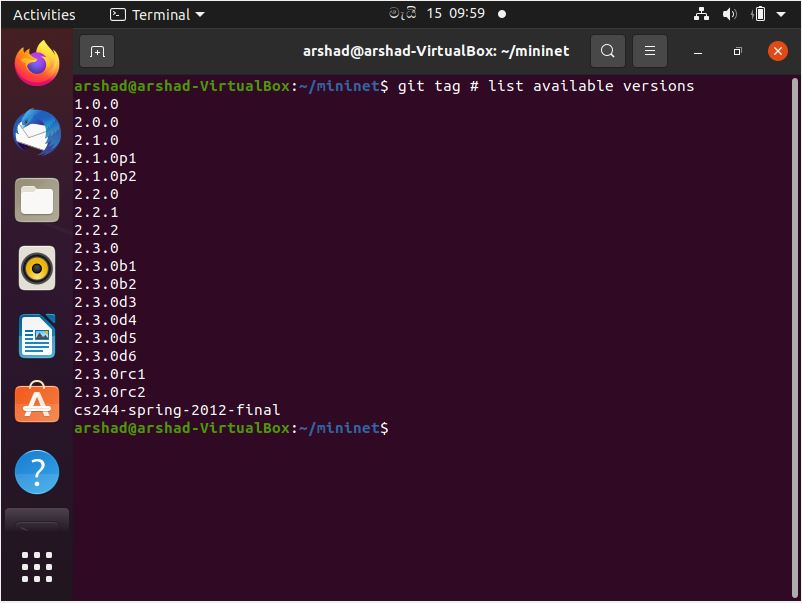 Activities
Terminal
මැයි 15 09:59
arshad@arshad-VirtualBox: ~/mininet
arshad@arshad-VirtualBox:~/mininet$ git tag # list available versions
1.0.0
2.0.0
2.1.0
2.1.0p1
2.1.0p2
2.2.0
2.2.1
2.2.2
2.3.0
2.3.0b1
2.3.0b2
2.3.0d3
2.3.0d4
2.3.0d5
2.3.0d6
2.3.0rc1
2.3.0rc2
cs244-spring-2012-final
arshad@arshad-VirtualBox:~/mininet$